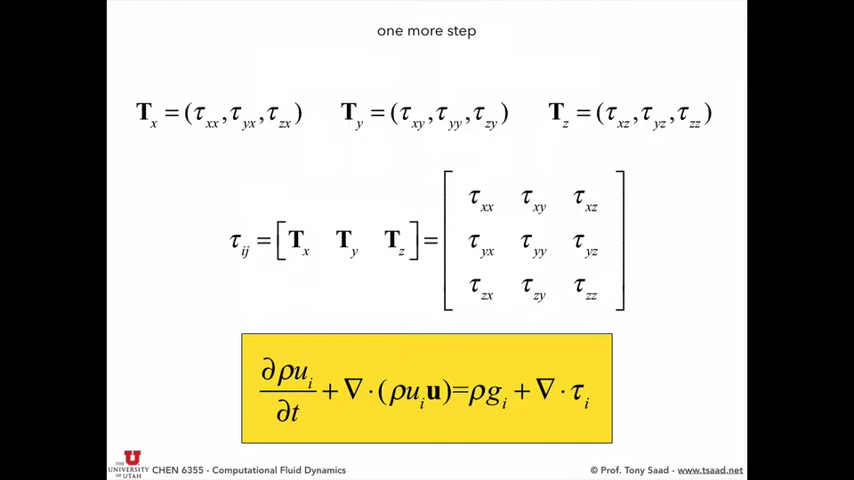 one more step
T_x = (τ_xx, τ_yx, τ_zx) T_y = (τ_xy, τ_yy, τ_zy) T_z = (τ_xz, τ_yz, τ_zz)
τ_ij = [T_x T_y T_z] = [τ_xx τ_xy τ_xz
τ_yx τ_yy τ_yz
τ_zx τ_zy τ_zz]
∂ρu_i/∂t + ∇·(ρu_i u)=ρg_i + ∇·τ_i
THE U UNIVERSITY OF UTAH
CHEN 6355 - Computational Fluid Dynamics
© Prof. Tony Saad - www.tsaad.net